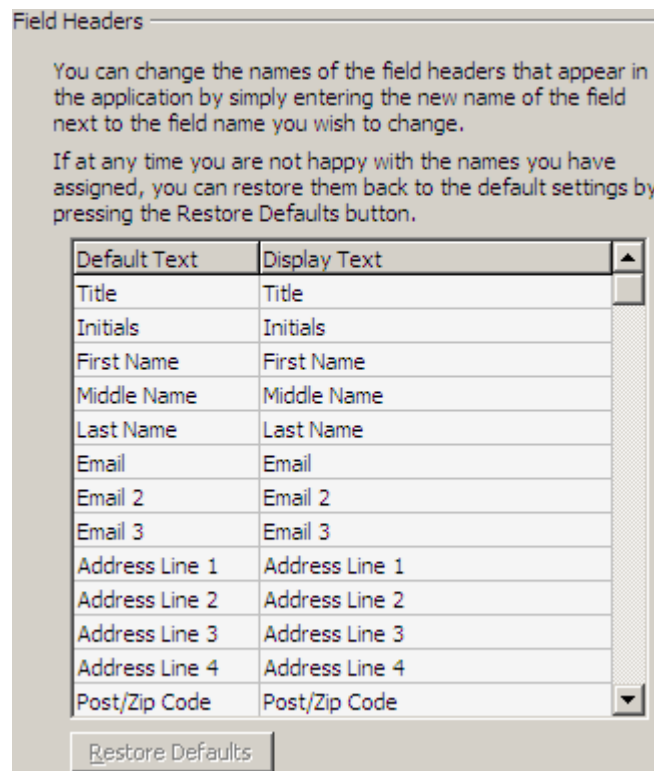 Field Headers
You can change the names of the field headers that appear in
the application by simply entering the new name of the field
next to the field name you wish to change.
If at any time you are not happy with the names you have
assigned, you can restore them back to the default settings by
pressing the Restore Defaults button.
Default Text Display Text
Title Title
Initials Initials
First Name First Name
Middle Name Middle Name
Last Name Last Name
Email Email
Email 2 Email 2
Email 3 Email 3
Address Line 1 Address Line 1
Address Line 2 Address Line 2
Address Line 3 Address Line 3
Address Line 4 Address Line 4
Post/Zip Code Post/Zip Code
Restore Defaults